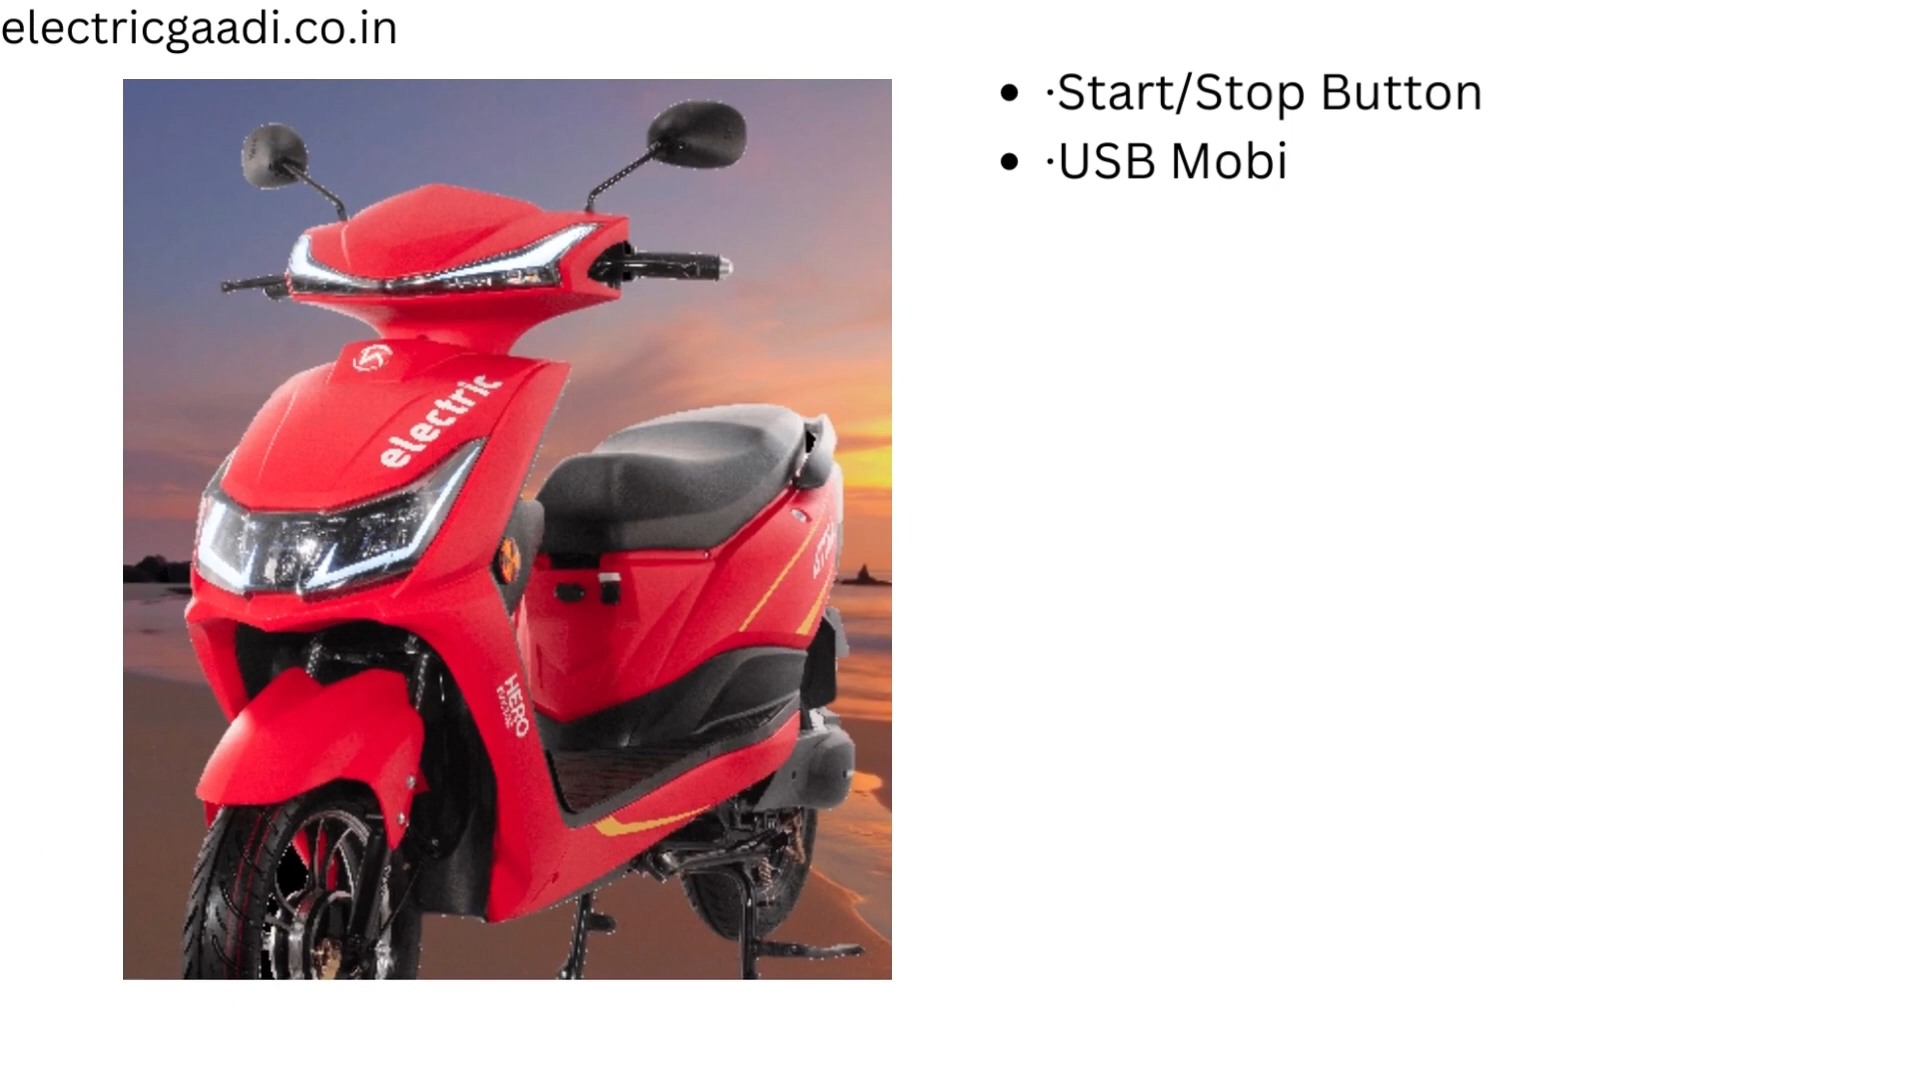 electricgaadi.co.in
·Start/Stop Button
·USB Mobi
electric
HERO